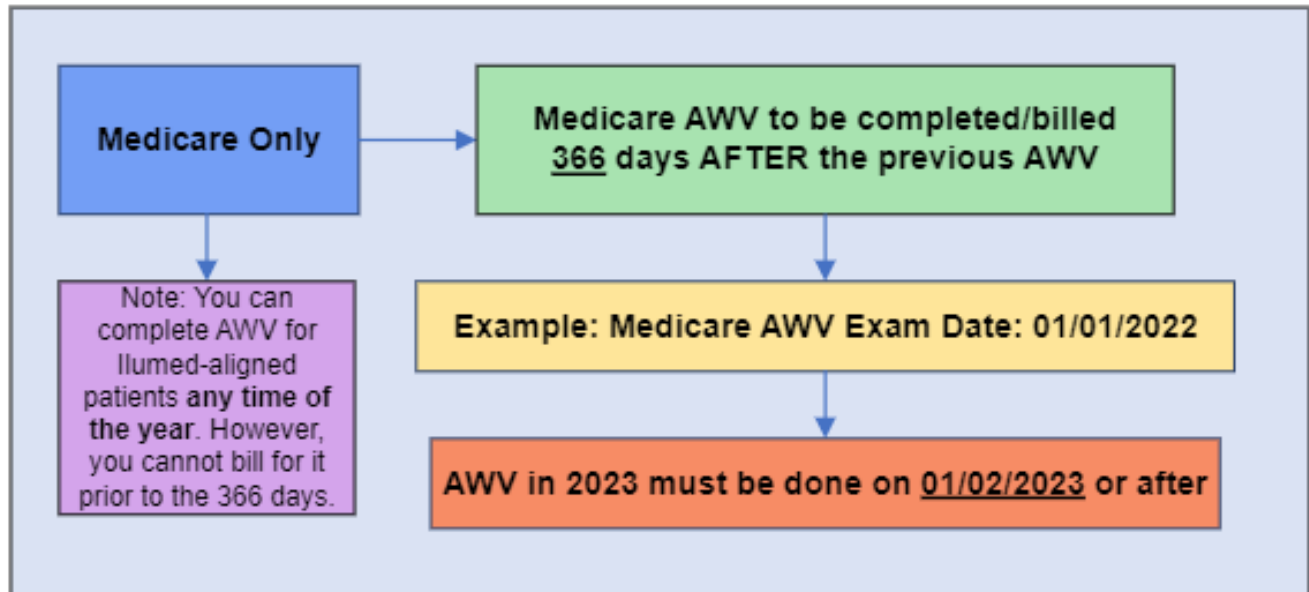 Medicare Only
Medicare AWV to be completed/billed
366 days AFTER the previous AWV
Note: You can
complete AWV for
Ilumed-aligned
patients any time of
the year. However,
you cannot bill for it
prior to the 366 days.
Example: Medicare AWV Exam Date: 01/01/2022
AWV in 2023 must be done on 01/02/2023 or after